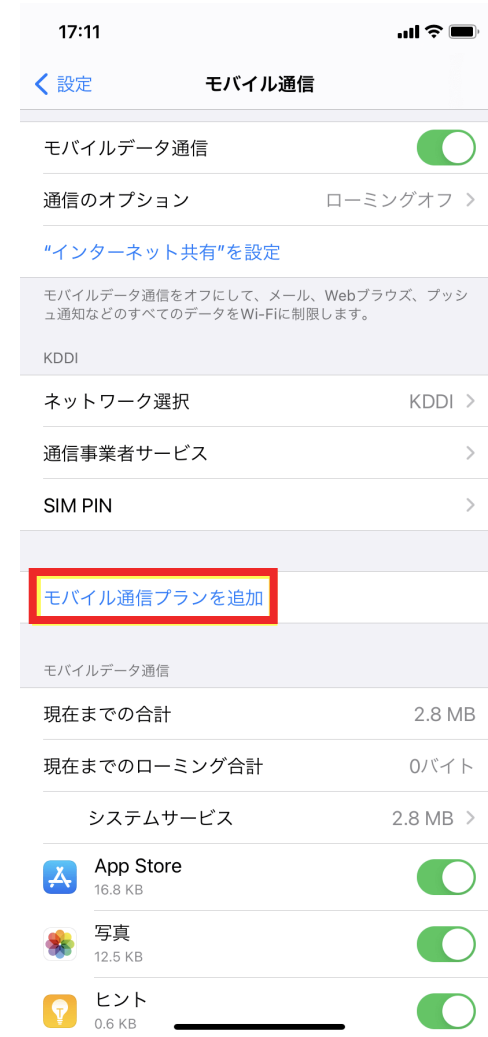 17:11
設定
モバイル通信
モバイルデータ通信
通信のオプション
ローミングオフ
“インターネット共有”を設定
モバイルデータ通信をオフにして、メール、Webブラウズ、プッシ
ュ通知などのすべてのデータをWi-Fiに制限します。
KDDI
ネットワーク選択
KDDI
通信事業者サービス
SIM PIN
モバイル通信プランを追加
モバイルデータ通信
現在までの合計
2.8 MB
現在までのローミング合計
0バイト
システムサービス
2.8 MB
App Store
16.8 KB
写真
12.5 KB
ヒント
0.6 KB